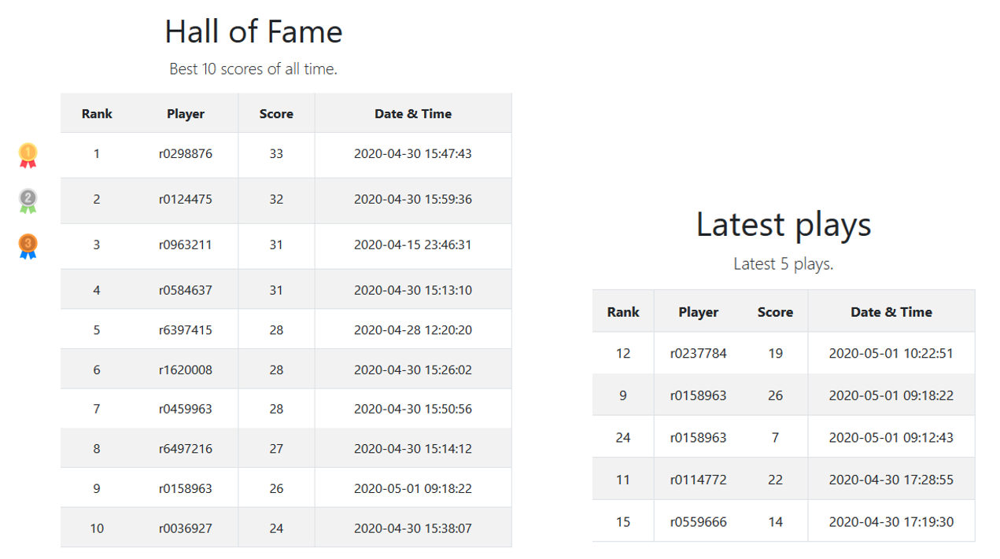 Hall of Fame
Best 10 scores of all time.
Rank Player Score Date & Time
1 1 r0298876 33 2020-04-30 15:47:43
2 2 r0124475 32 2020-04-30 15:59:36
3 3 r0963211 31 2020-04-15 23:46:31
4 r0584637 31 2020-04-30 15:13:10
5 r6397415 28 2020-04-28 12:20:20
6 r1620008 28 2020-04-30 15:26:02
7 r0459963 28 2020-04-30 15:50:56
8 r6497216 27 2020-04-30 15:14:12
9 r0158963 26 2020-05-01 09:18:22
10 r0036927 24 2020-04-30 15:38:07
Latest plays
Latest 5 plays.
Rank Player Score Date & Time
12 r0237784 19 2020-05-01 10:22:51
9 r0158963 26 2020-05-01 09:18:22
24 r0158963 7 2020-05-01 09:12:43
11 r0114772 22 2020-04-30 17:28:55
15 r0559666 14 2020-04-30 17:19:30